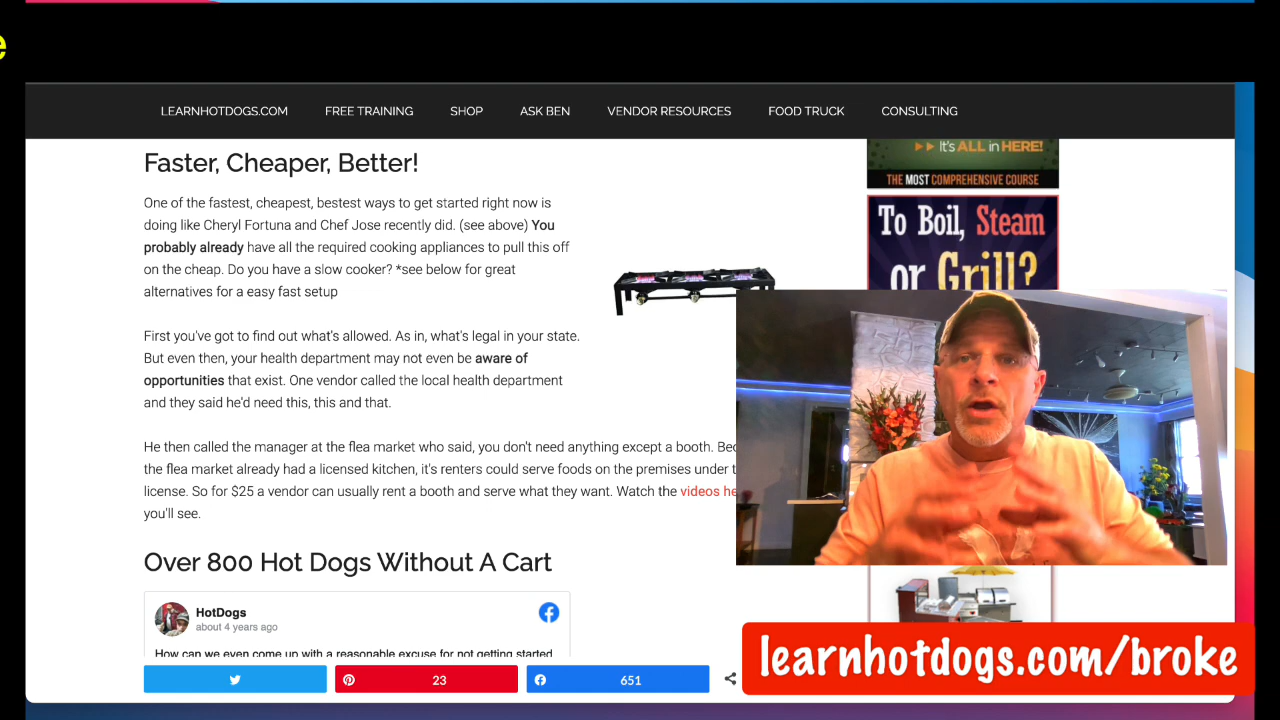 e
LEARNHOTDOGS.COM FREE TRAINING SHOP ASK BEN VENDOR RESOURCES FOOD TRUCK CONSULTING
Faster, Cheaper, Better!
One of the fastest, cheapest, bestest ways to get started right now is
doing like Cheryl Fortuna and Chef Jose recently did. (see above) You
probably already have all the required cooking appliances to pull this off
on the cheap. Do you have a slow cooker? *see below for great
alternatives for a easy fast setup
First you've got to find out what's allowed. As in, what's legal in your state.
But even then, your health department may not even be aware of
opportunities that exist. One vendor called the local health department
and they said he'd need this, this and that.
He then called the manager at the flea market who said, you don't need anything except a booth. Bec
the flea market already had a licensed kitchen, it's renters could serve foods on the premises under t
license. So for $25 a vendor can usually rent a booth and serve what they want. Watch the videos he
you'll see.
Over 800 Hot Dogs Without A Cart
HotDogs
about 4 years ago
How can we even come up with a reasonable excuse for not getting started
23
651
It's ALL in HERE!
THE MOST COMPREHENSIVE COURSE
To Boil, Steam
or Grill?
learnhotdogs.com/broke